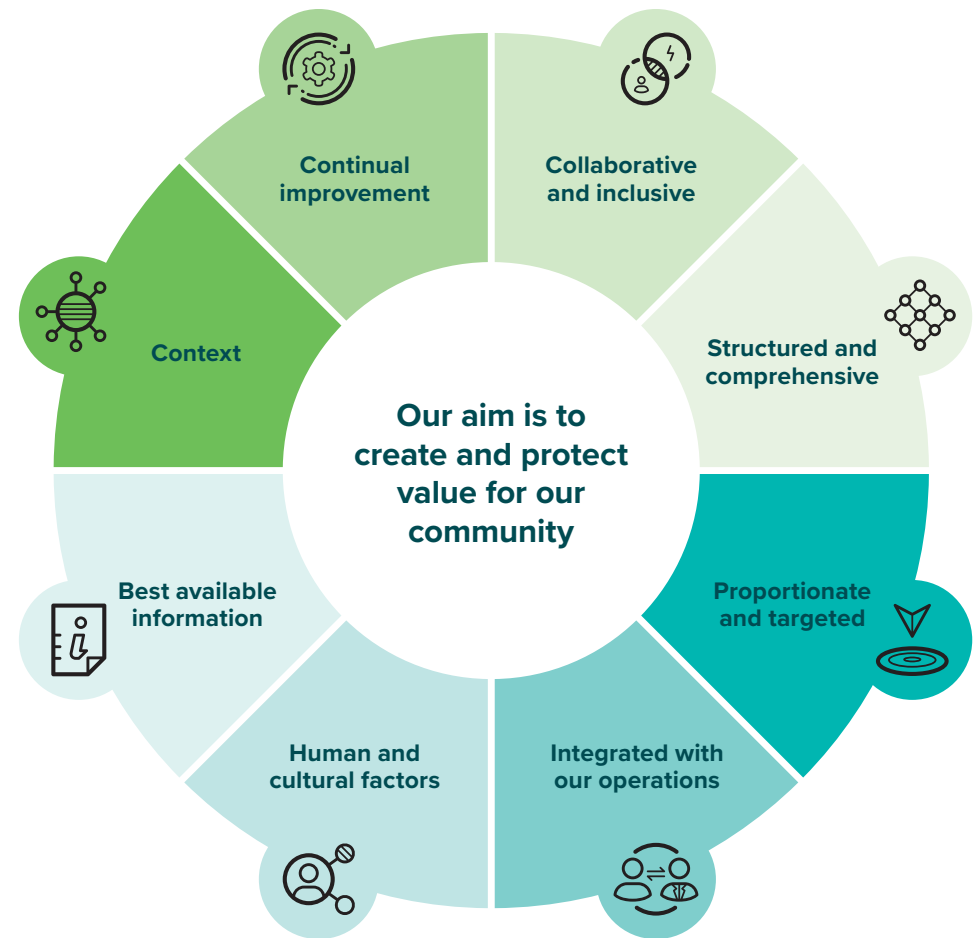 Continual
improvement
Collaborative
and inclusive
Structured and
comprehensive
Proportionate
and targeted
Integrated with
our operations
Human and
cultural factors
Best available
information
Context
Our aim is to
create and protect
value for our
community